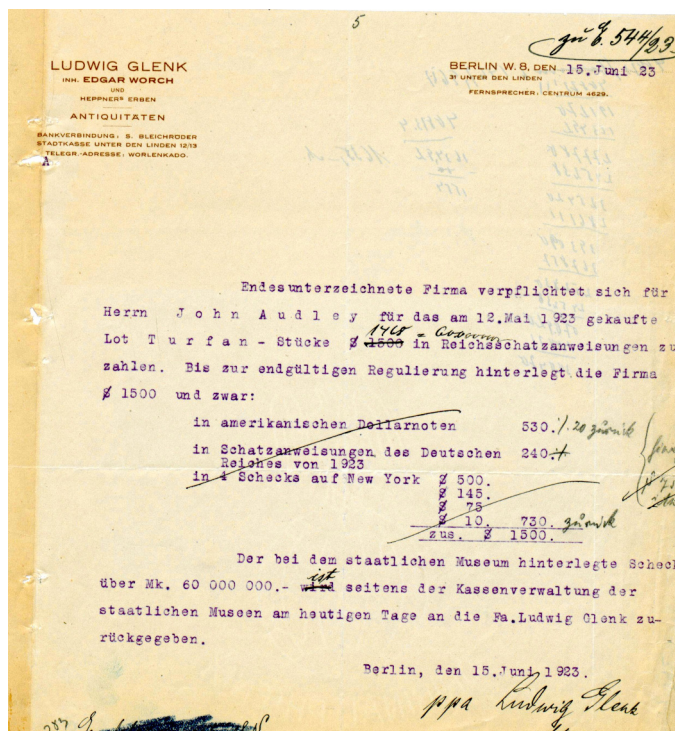 5
zu E. 544/23
LUDWIG GLENK
INH. EDGAR WORCH
UND
HEPPNERS ERBEN
ANTIQUITÄTEN
BANKVERBINDUNG: S. BLEICHRÖDER
STADTKASSE UNTER DEN LINDEN 12/13
TELEGR.-ADRESSE: WORLENKADO.
A
BERLIN W. 8, DEN 15.Juni 23
31 UNTER DEN LINDEN
FERNSPRECHER: CENTRUM 4629.
Endesunterzeichnete Firma verpflichtet sich für
Herrn J o h n A u d l e y für das am 12.Mai 1923 gekaufte
1468
Lot T u r f a n - Stücke $ 1500 in Reichsschatzanweisungen zu
zahlen. Bis zur endgültigen Regulierung hinterlegt die Firma
$ 1500 und zwar:
in amerikanischen Dollarnoten 530. ./. 20 zurück
in Schatzanweisungen des Deutschen 240.
Reiches von 1923
in 4 Schecks auf New York $ 500.
$ 145.
$ 75
$ 10. 730. zurück
zus. $ 1500.
Der bei dem staatlichen Museum hinterlegte Scheck
ist
über Mk. 60 000 000.- wird seitens der Kassenverwaltung der
staatlichen Museen am heutigen Tage an die Fa.Ludwig Glenk zu-
rückgegeben.
Berlin, den 15.Juni 1923.
ppa Ludwig Glenk